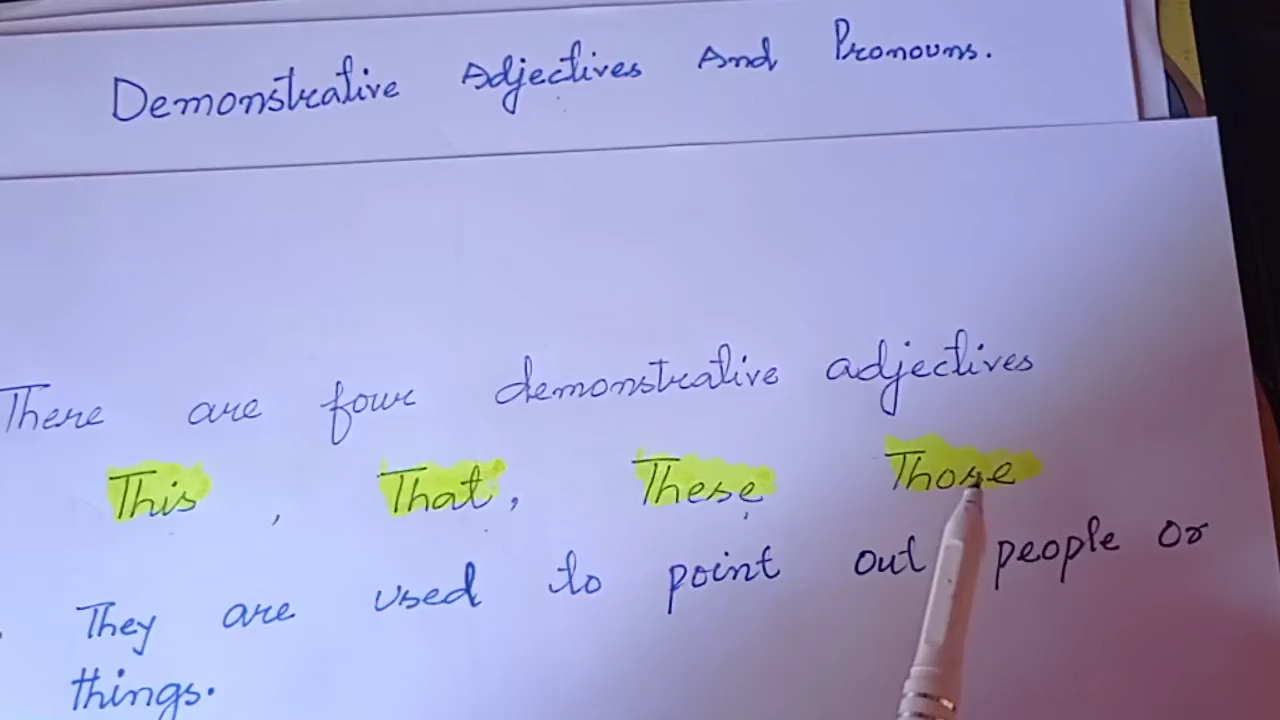 Demonstrative Adjectives And Pronouns.
There are four demonstrative adjectives
This , That , These Those
They are used to point out people or
things.